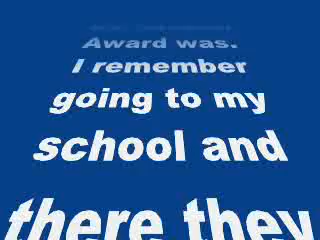 Award was.
I remember
going to my
school and
there they